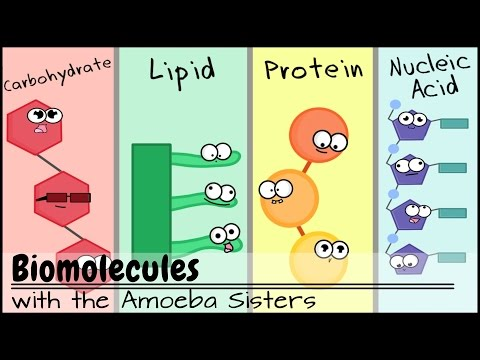 Carbohydrate
Lipid
Protein
Nucleic
Acid
Biomolecules
with the Amoeba Sisters